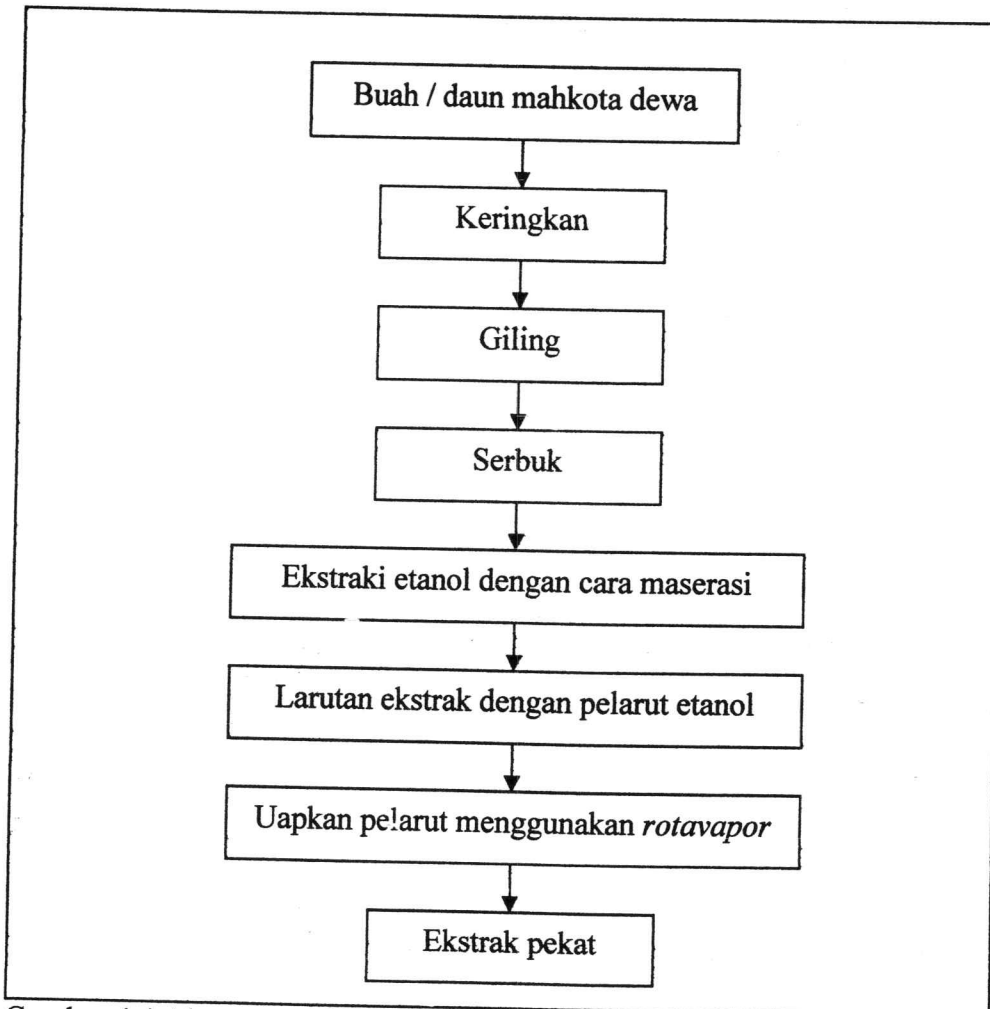 Buah / daun mahkota dewa
Keringkan
Giling
Serbuk
Ekstraki etanol dengan cara maserasi
Larutan ekstrak dengan pelarut etanol
Uapkan pelarut menggunakan rotavapor
Ekstrak pekat